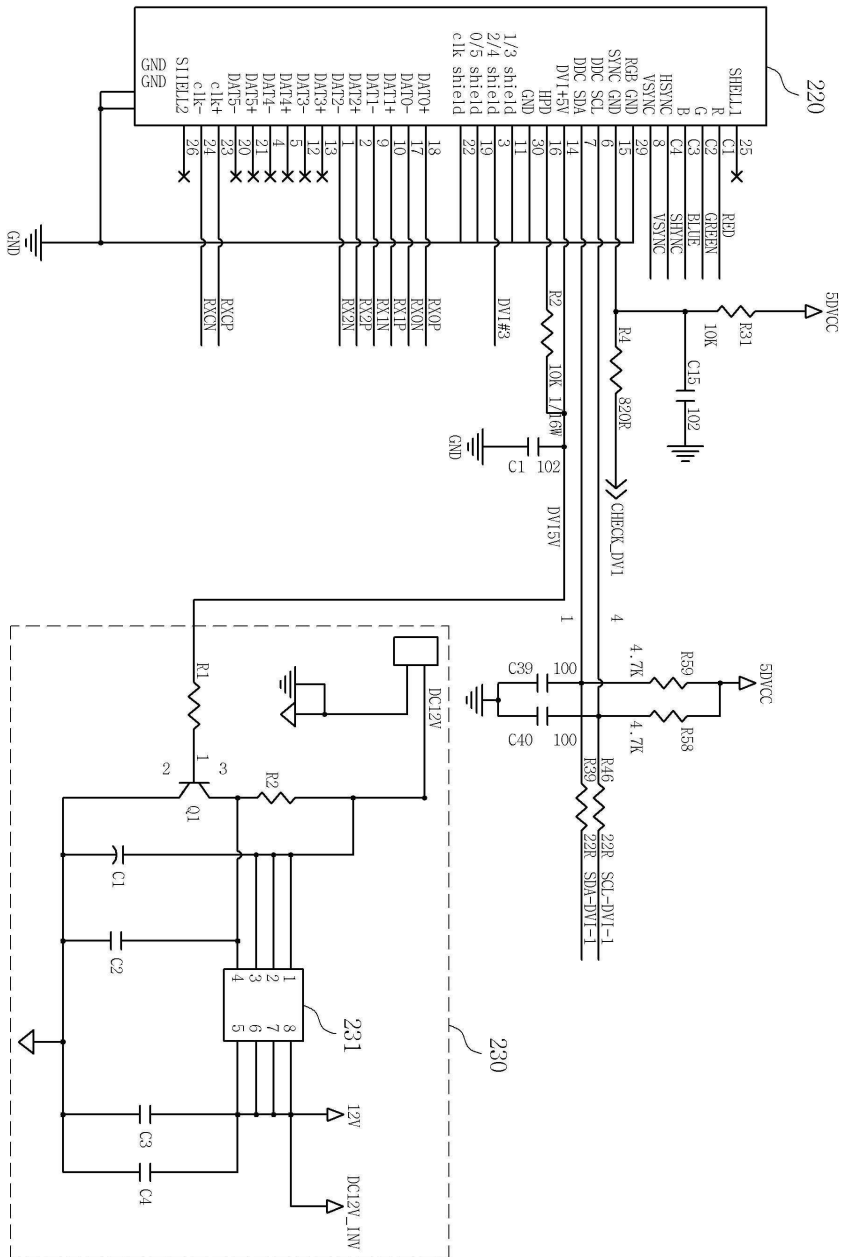 220
SHELL1 25
R C1 RED
G C2 GREEN
B C3 BLUE
HSYNC C4 SHYNC
VSYNC 8 VSYNC
RGB GND 29
SYNC GND 15
DDC SCL 6
DDC SDA 7
DVI+5V 14
HPD 16
GND 30
1/3 shield 11
2/4 shield 3
0/5 shield 19
clk shield 22
DAT0+ 18 RX0P
DAT0- 17 RX0N
DAT1+ 10 RX1P
DAT1- 9 RX1N
DAT2+ 2 RX2P
DAT2- 1 RX2N
DAT3+ 13
DAT3- 12
DAT4+ 5
DAT4- 4
DAT5+ 21
DAT5- 20
clk+ 23 RXCP
clk- 24 RXCN
SIIELL2 26
GND
GND
GND
DVI#3
5DVCC
R31
10K
C15 102
R4
820R
CHECK_DV1
R2
10K 1/16W
C1 102
GND
DVI5V
5DVCC
R59
R58
4.7K
4.7K
4
1
C39 100
C40 100
R46 22R SCL-DVI-1
R39 22R SDA-DVI-1
230
DC12V
R1
R2
1
2
3
Q1
C1
C2
231
1 8
2 7
3 6
4 5
12V
DC12V_INV
C3
C4